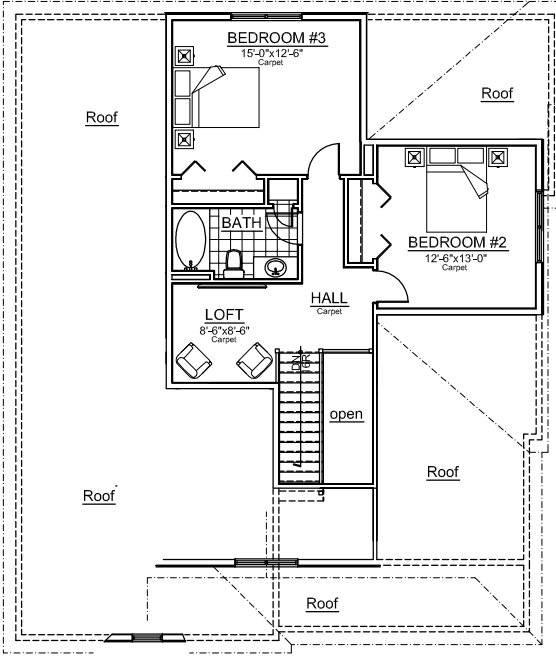 BEDROOM #3
15'-0"x12'-6"
Carpet
Roof
Roof
BATH
BEDROOM #2
12'-6"x13'-0"
Carpet
HALL
Carpet
LOFT
8'-6"x8'-6"
Carpet
DN
16R
open
Roof
Roof
Roof